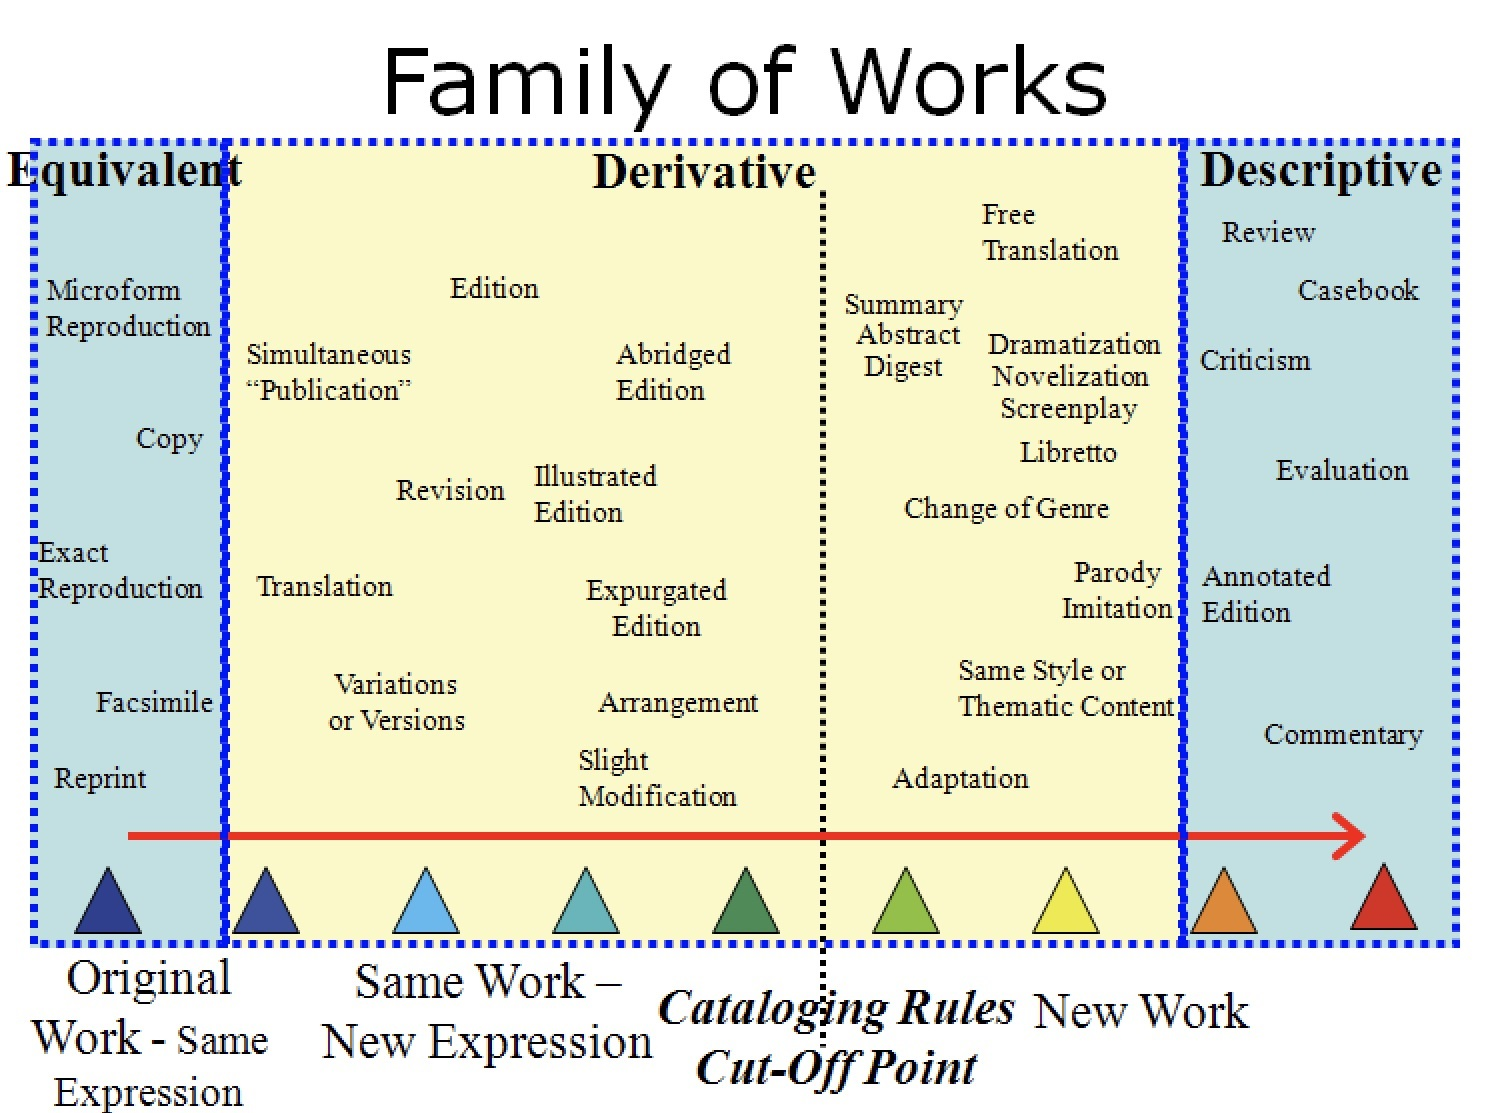 Family of Works
Equivalent
Microform
Reproduction
Copy
Exact
Reproduction
Facsimile
Reprint
Derivative
Edition
Simultaneous
“Publication”
Abridged
Edition
Revision
Illustrated
Edition
Translation
Expurgated
Edition
Variations
or Versions
Arrangement
Slight
Modification
Free
Translation
Summary
Abstract
Digest
Dramatization
Novelization
Screenplay
Libretto
Change of Genre
Parody
Imitation
Same Style or
Thematic Content
Adaptation
Descriptive
Review
Casebook
Criticism
Evaluation
Annotated
Edition
Commentary
Original
Work - Same
Expression
Same Work –
New Expression
Cataloging Rules
Cut-Off Point
New Work